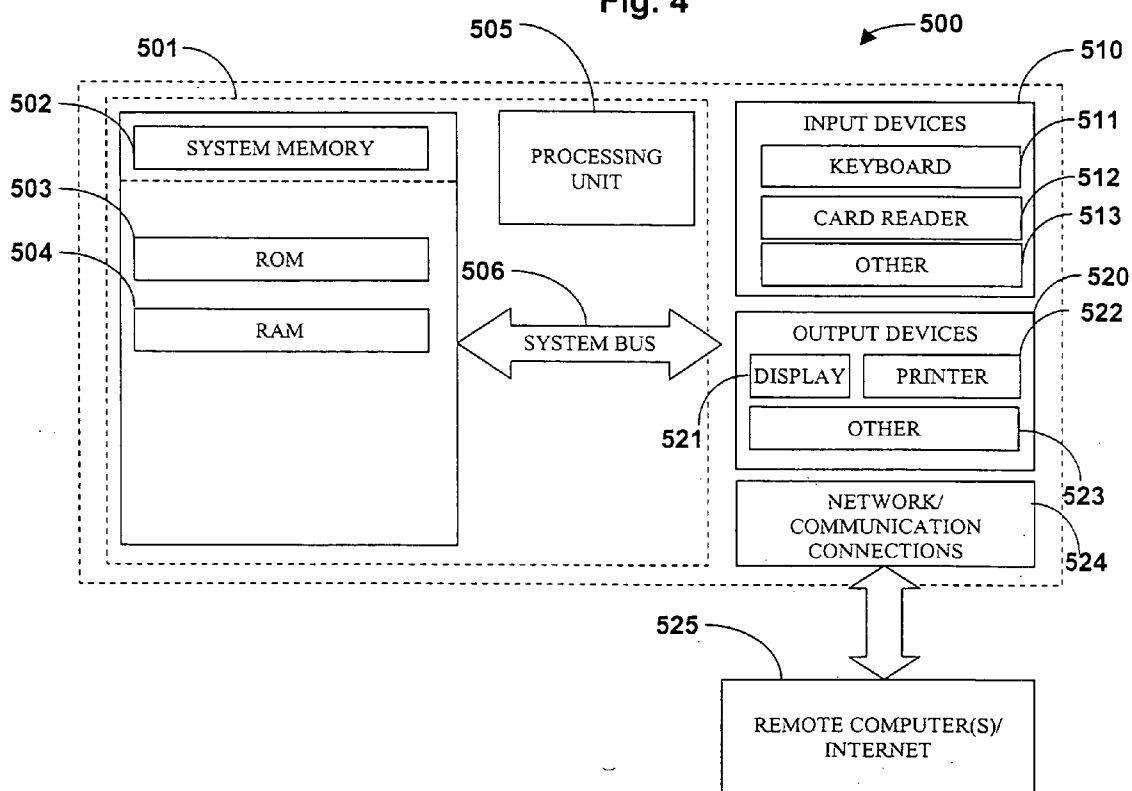 Fig. 4
500
505
501
510
502
SYSTEM MEMORY
PROCESSING
UNIT
INPUT DEVICES
511
KEYBOARD
512
CARD READER
513
OTHER
503
ROM
504
RAM
506
SYSTEM BUS
520
522
OUTPUT DEVICES
DISPLAY
PRINTER
521
OTHER
523
NETWORK/
COMMUNICATION
CONNECTIONS
524
525
REMOTE COMPUTER(S)/
INTERNET